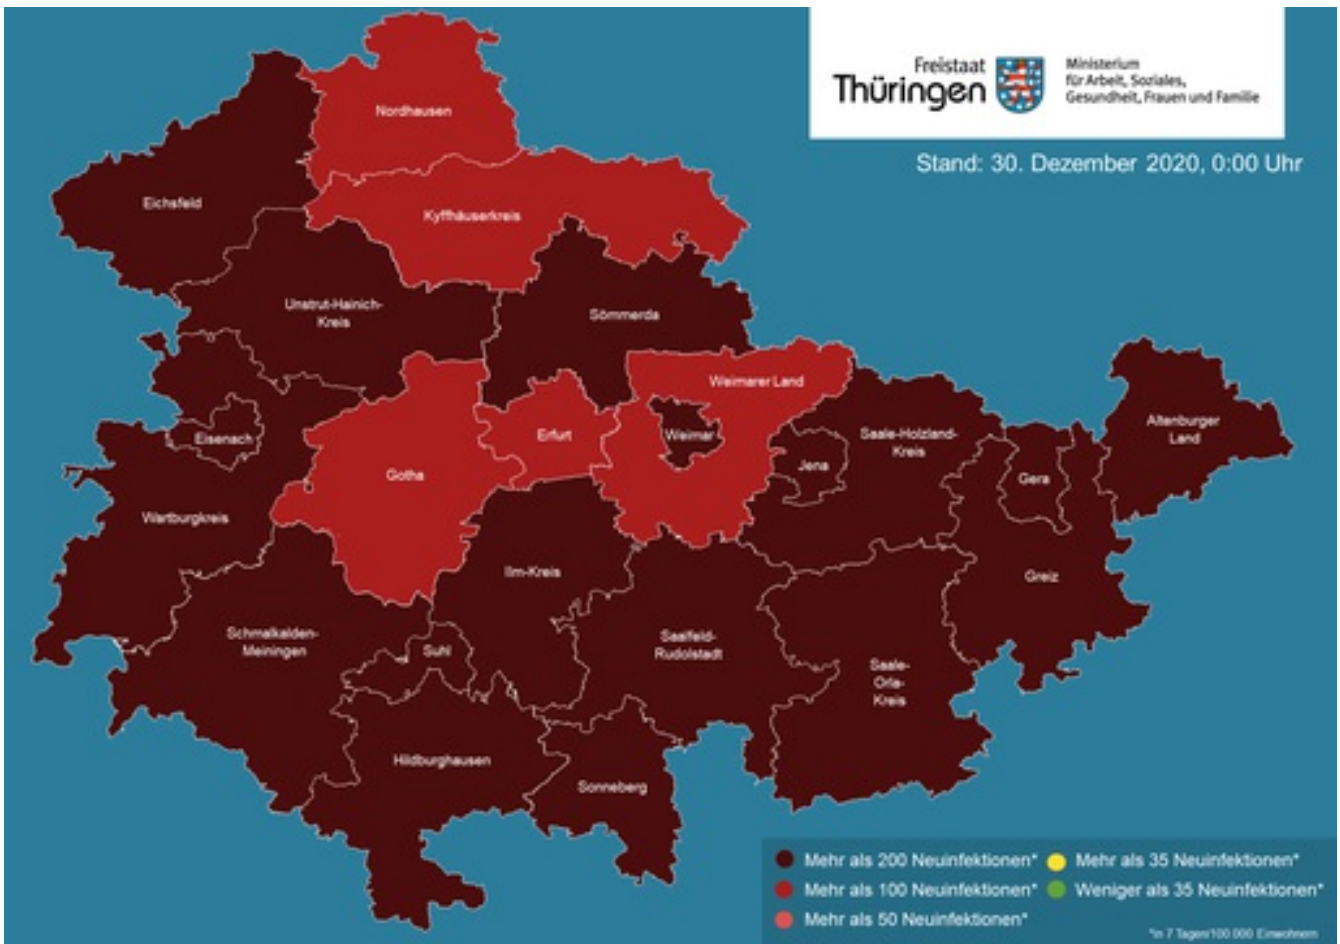 Freistaat
Thüringen
Ministerium
für Arbeit, Soziales,
Gesundheit, Frauen und Familie
Stand: 30. Dezember 2020, 0:00 Uhr
Nordhausen
Eichsfeld
Kyffhäuserkreis
Unstrut-Hainich-
Kreis
Sömmerda
Weimarer Land
Altenburger
Land
Eisenach
Erfurt
Weimar
Saale-Holzland-
Kreis
Jena
Gotha
Gera
Wartburgkreis
Ilm-Kreis
Greiz
Schmalkalden-
Meiningen
Suhl
Saalfeld-
Rudolstadt
Saale-
Orla-
Kreis
Hildburghausen
Sonneberg
Mehr als 200 Neuinfektionen*
Mehr als 100 Neuinfektionen*
Mehr als 50 Neuinfektionen*
Mehr als 35 Neuinfektionen*
Weniger als 35 Neuinfektionen*
*in 7 Tagen/100.000 Einwohnern